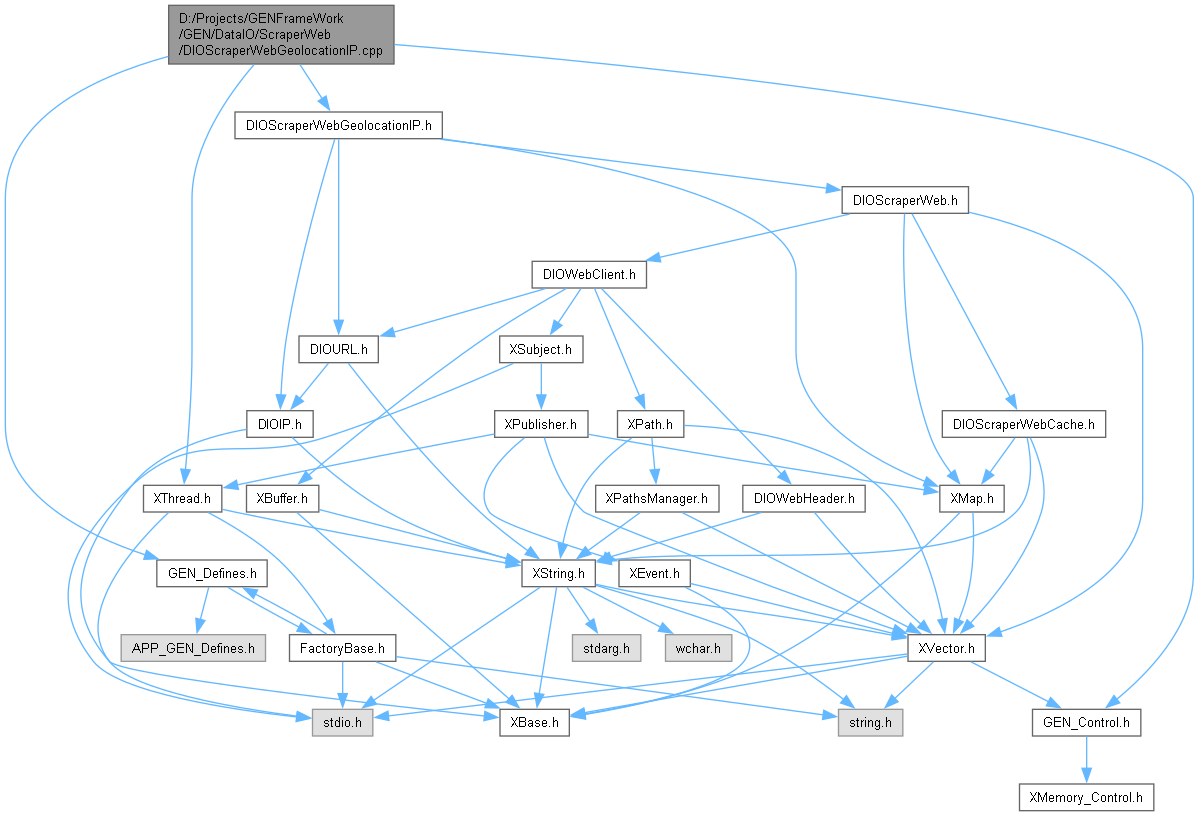 D:/Projects/GENFrameWork
/GEN/DataIO/ScraperWeb
/DIOScraperWebGeolocationIP.cpp
DIOScraperWebGeolocationIP.h
DIOScraperWeb.h
DIOWebClient.h
DIOURL.h
XSubject.h
DIOIP.h
XPublisher.h
XPath.h
DIOScraperWebCache.h
XThread.h
XBuffer.h
XPathsManager.h
DIOWebHeader.h
XMap.h
GEN_Defines.h
XString.h
XEvent.h
APP_GEN_Defines.h
FactoryBase.h
stdarg.h
wchar.h
XVector.h
stdio.h
XBase.h
string.h
GEN_Control.h
XMemory_Control.h